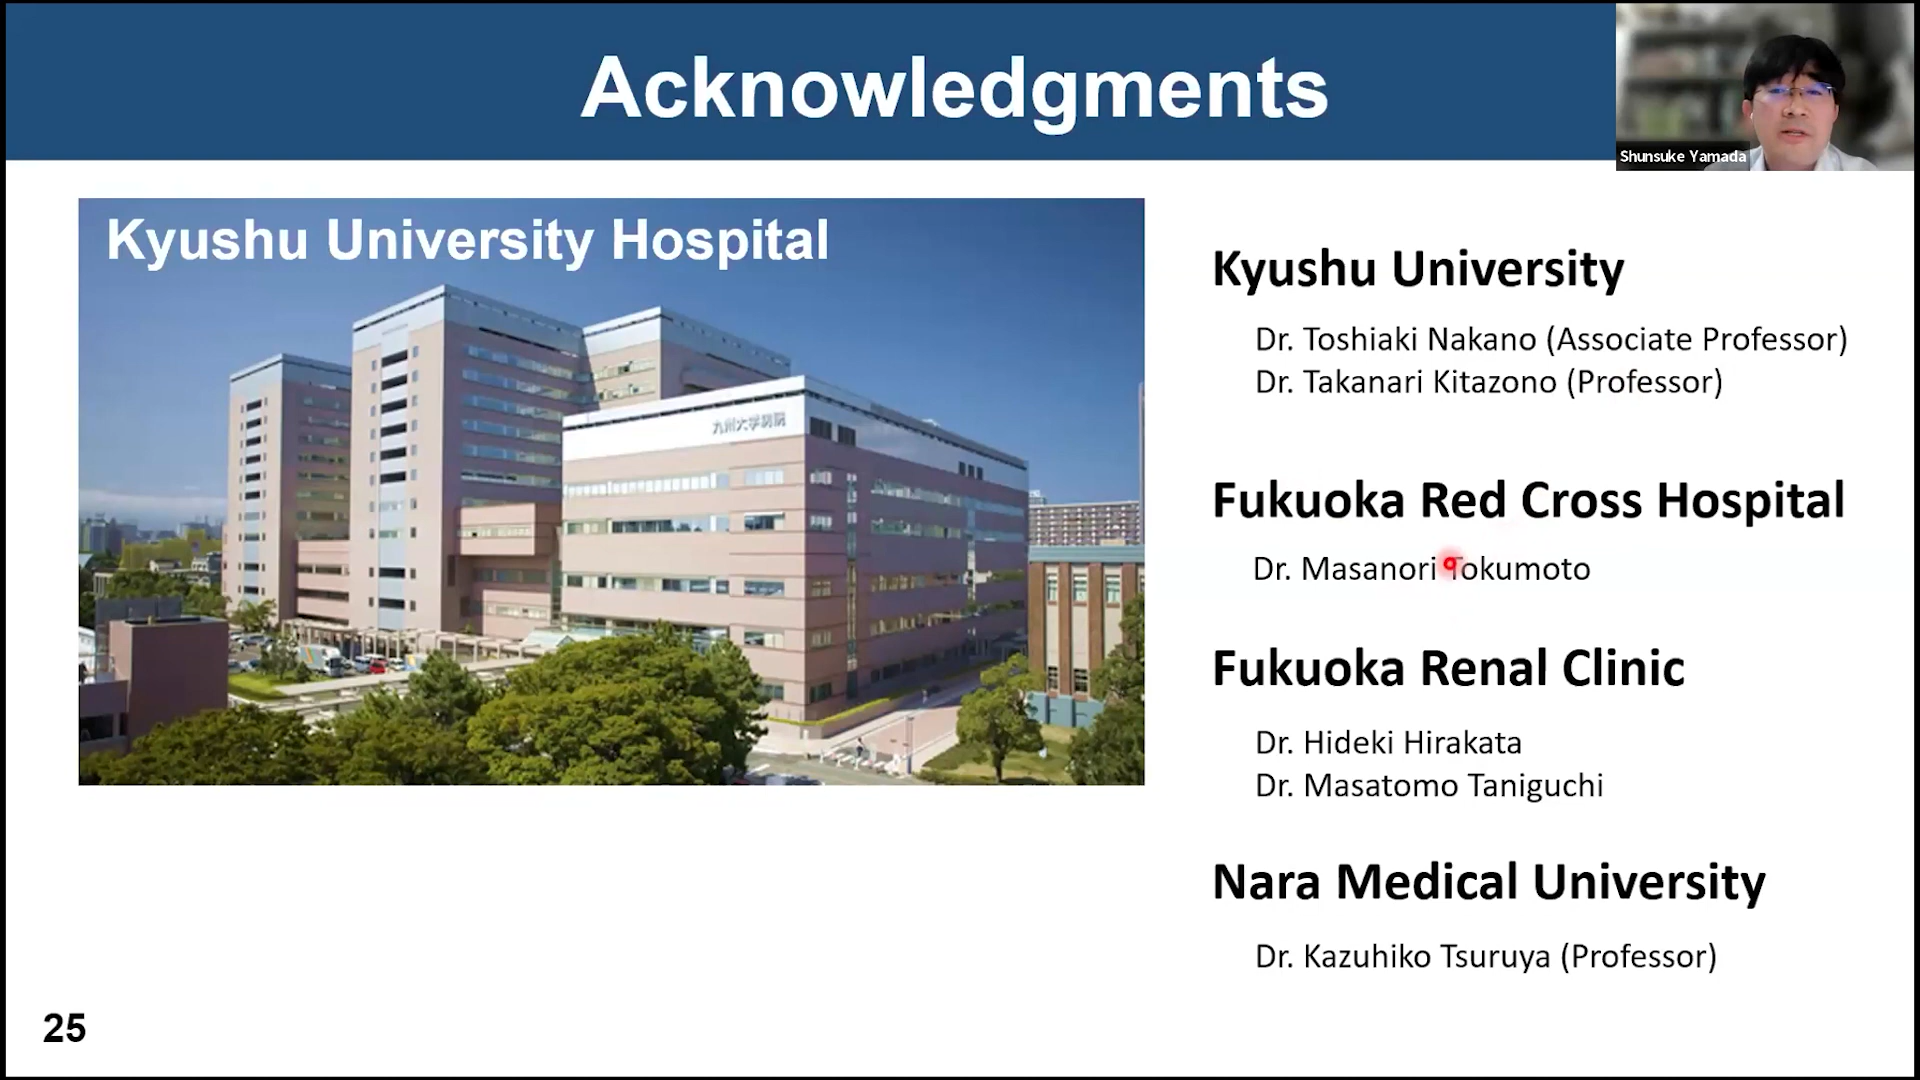 Acknowledgments
Shunsuke Yamada
Kyushu University Hospital
九州大学病院
Kyushu University
Dr. Toshiaki Nakano (Associate Professor)
Dr. Takanari Kitazono (Professor)
Fukuoka Red Cross Hospital
Dr. Masanori Tokumoto
Fukuoka Renal Clinic
Dr. Hideki Hirakata
Dr. Masatomo Taniguchi
Nara Medical University
Dr. Kazuhiko Tsuruya (Professor)
25